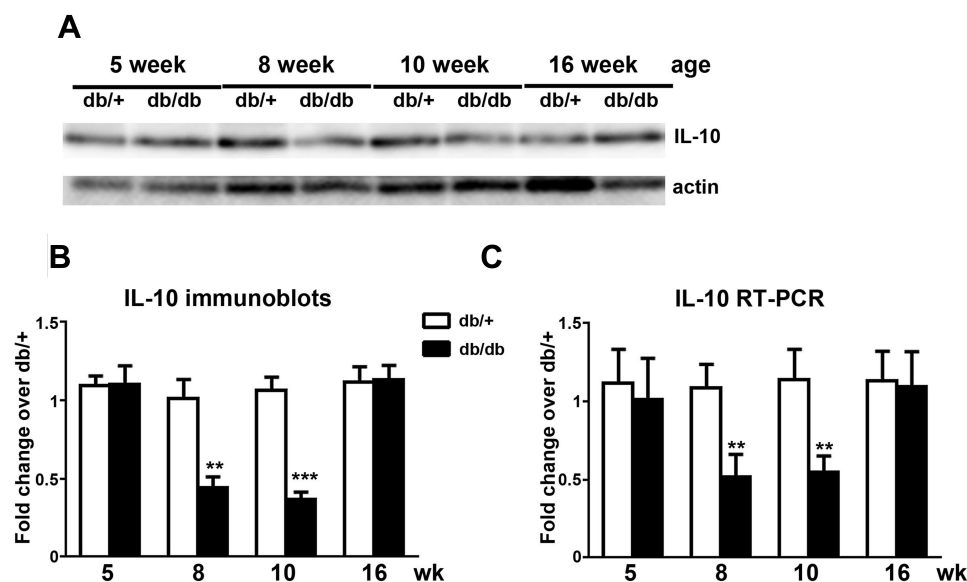 A
5 week 8 week 10 week 16 week age
db/+ db/db db/+ db/db db/+ db/db db/+ db/db
IL-10
actin
B
IL-10 immunoblots
Fold change over db/+
1.5
1
0.5
0
** ***
5 8 10 16 wk
db/+
db/db
C
IL-10 RT-PCR
Fold change over db/+
1.5
1
0.5
0
** **
5 8 10 16 wk